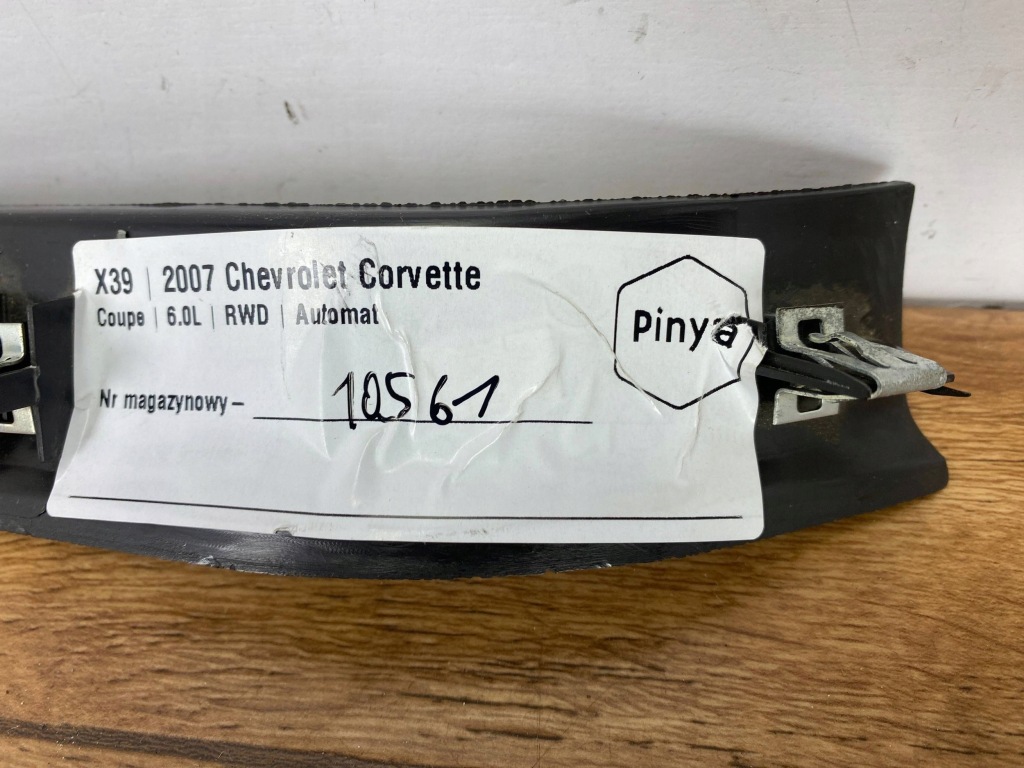 X39 | 2007 Chevrolet Corvette
Coupe | 6.0L | RWD | Automat
Pinya
Nr magazynowy – 10561